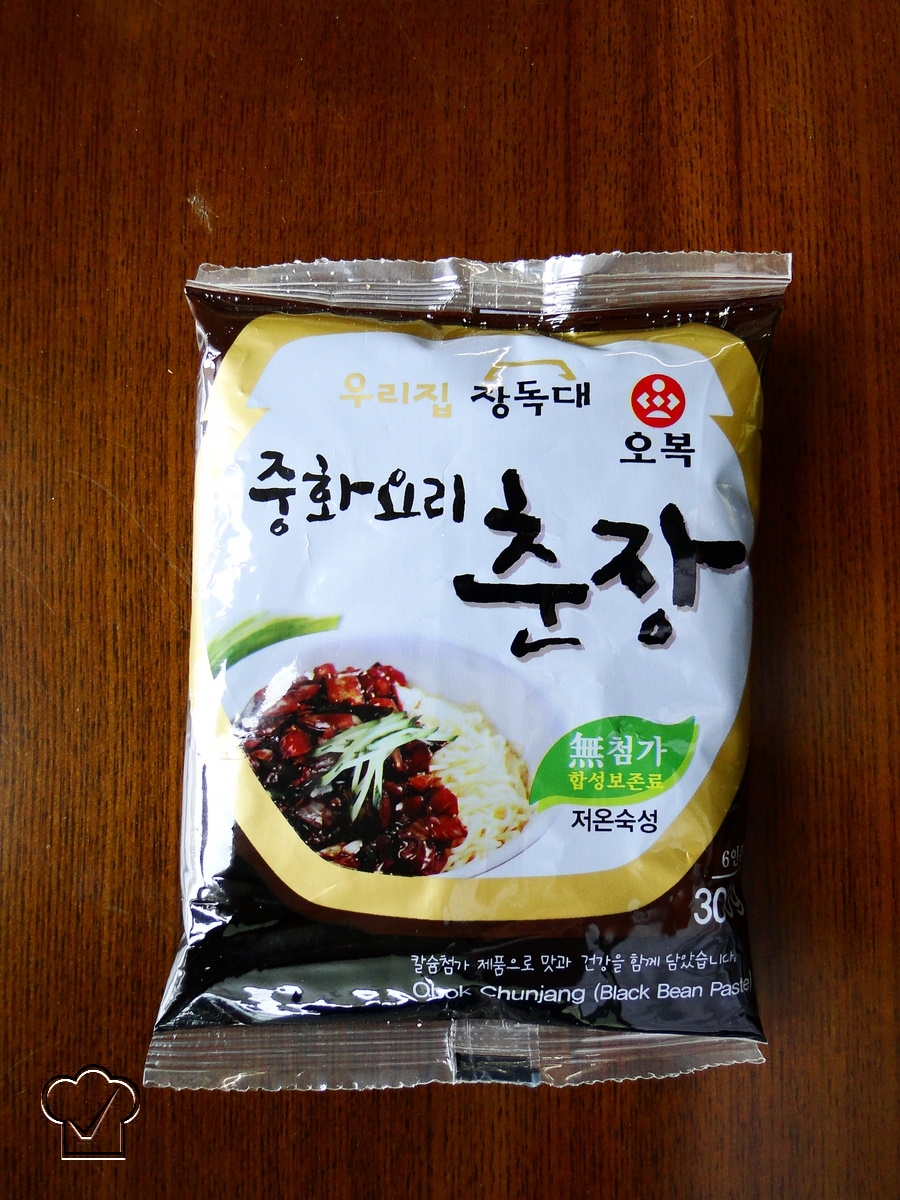 우리집 장독대
오복
중화요리 춘장
無첨가
합성보존료
저온숙성
300g
칼슘첨가 제품으로 맛과 건강을 함께 담았습니다
Obok Chunjang (Black Bean Paste)